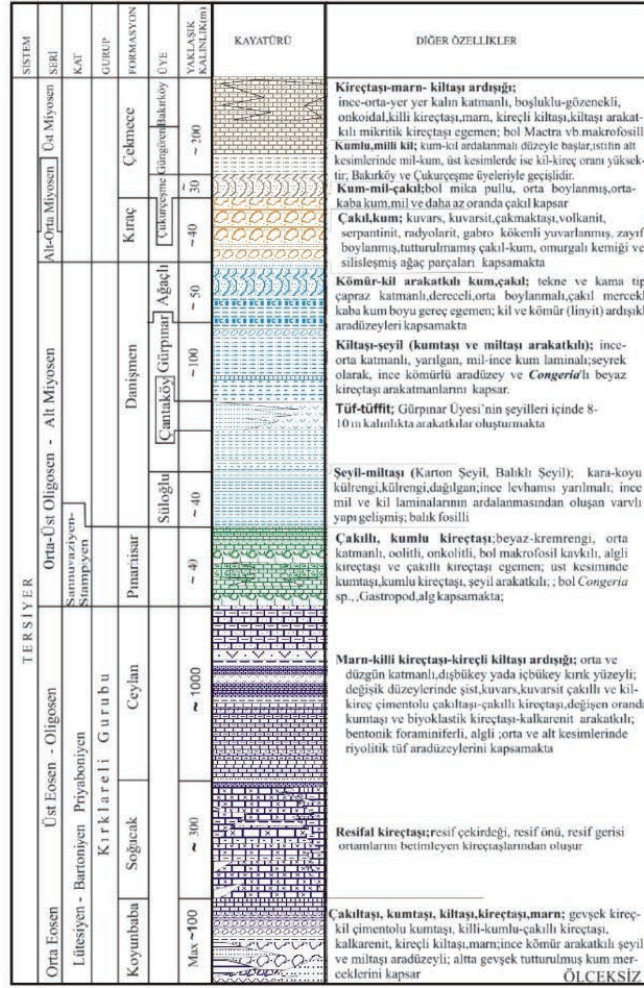 SİSTEM
SERİ
KAT
GURUP
FORMASYON
ÜYE
YAKLAŞIK
KALINLIK(m)
KAYATÜRÜ
DİĞER ÖZELLİKLER
TERSİYER
Üst Miyosen
Alt-Orta Miyosen
Orta-Üst Oligosen - Alt Miyosen
Üst Eosen - Oligosen
Orta Eosen
Sannuvaziyen-
Stampiyen
Lütesiyen - Bartoniyen Priyaboniyen
Kırklareli Gurubu
Çekmece
Kıraç
Danişmen
Pınarhisar
Ceylan
Soğucak
Koyunbaba
Bakırköy
Güngören
Çukurçeşme
Ağaçlı
Gürpınar
Çantaköy
Süloğlu
~ 200
~ 30
~40
~ 50
~100
~ 40
~ 40
~ 1000
~ 300
Max ~100
Kireçtaşı-marn- kiltaşı ardışığı;
ince-orta-yer yer kalın katmanlı, boşluklu-gözenekli,
onkoidal,killi kireçtaşı,marn, kireçli kiltaşı,kiltaşı arakat-
kılı mikritik kireçtaşı egemen; bol Mactra vb.makrofosill
Kumlu,milli kil; kum-kil ardalanmalı düzeyle başlar,istifin alt
kesimlerinde mil-kum, üst kesimlerde ise kil-kireç oranı yüksek-
tir, Bakırköy ve Çukurçeşme üyeleriyle geçişlidir.
Kum-mil-çakıl;bol mika pullu, orta boylanmış,orta-
kaba kum,mil ve daha az oranda çakıl kapsar
Çakıl,kum; kuvars, kuvarsit,çakmaktaşı,volkanit,
serpantinit, radyolarit, gabro kökenli yuvarlanmış, zayıf
boylanmış,tutturulmamış çakıl-kum, omurgalı kemiği ve
silisleşmiş ağaç parçaları kapsamakta
Kömür-kil arakatkılı kum,çakıl; tekne ve kama tip
çapraz katmanlı,dereceli,orta boylanmalı,çakıl mercek
kaba kum boyu gereç egemen; kil ve kömür (linyit) ardışıkl
aradüzeyleri kapsamakta
Kiltaşı-şeyil (kumtaşı ve miltaşı arakatkılı); ince-
orta katmanlı, yarılgan, mil-ince kum laminalı;seyrek
olarak, ince kömürlü aradüzey ve Congeria'lı beyaz
kireçtaşı arakatmanlarını kapsar.
Tüf-tüffit; Gürpınar Üyesi'nin şeyilleri içinde 8-
10 m kalınlıkta arakatkılar oluşturmakta
Şeyil-miltaşı (Karton Şeyil, Balıklı Şeyil); kara-koyu
külrengi,külrengi,dağılgan;ince levhamsı yarılmalı; ince
mil ve kil laminalarının ardalanmasından oluşan varvlı
yapı gelişmiş; balık fosilli
Çakıllı, kumlu kireçtaşı;beyaz-kremrengi, orta
katmanlı, oolitli, onkolitli, bol makrofosil kavkılı, algli
kireçtaşı ve çakıllı kireçtaşı egemen; üst kesiminde
kumtaşı,kumlu kireçtaşı, şeyil arakatkılı; ; bol Congeria
sp.,,Gastropod,alg kapsamakta;
Marn-killi kireçtaşı-kireçli kiltaşı ardışığı; orta ve
düzgün katmanlı,dışbükey yada içbükey kırık yüzeyli;
değişik düzeylerinde şist,kuvars,kuvarsit çakıllı ve kil-
kireç çimentolu çakıltaşı-çakıllı kireçtaşı,değişen oranda
kumtaşı ve biyoklastik kireçtaşı-kalkarenit arakatkılı;
bentonik foraminiferli, algli ;orta ve alt kesimlerinde
riyolitik tüf aradüzeylerini kapsamakta
Resifal kireçtaşı;resif çekirdeği, resif önü, resif gerisi
ortamlarını betimleyen kireçtaşlarından oluşur
Çakıltaşı, kumtaşı, kiltaşı,kireçtaşı,marn; gevşek kireç-
kil çimentolu kumtaşı, killi-kumlu-çakıllı kireçtaşı,
kalkarenit, kireçli kiltaşı,marn;ince kömür arakatkılı şeyil
ve miltaşı aradüzeyli; altta gevşek tutturulmuş kum mer-
ceklerini kapsar
ÖLÇEKSİZ